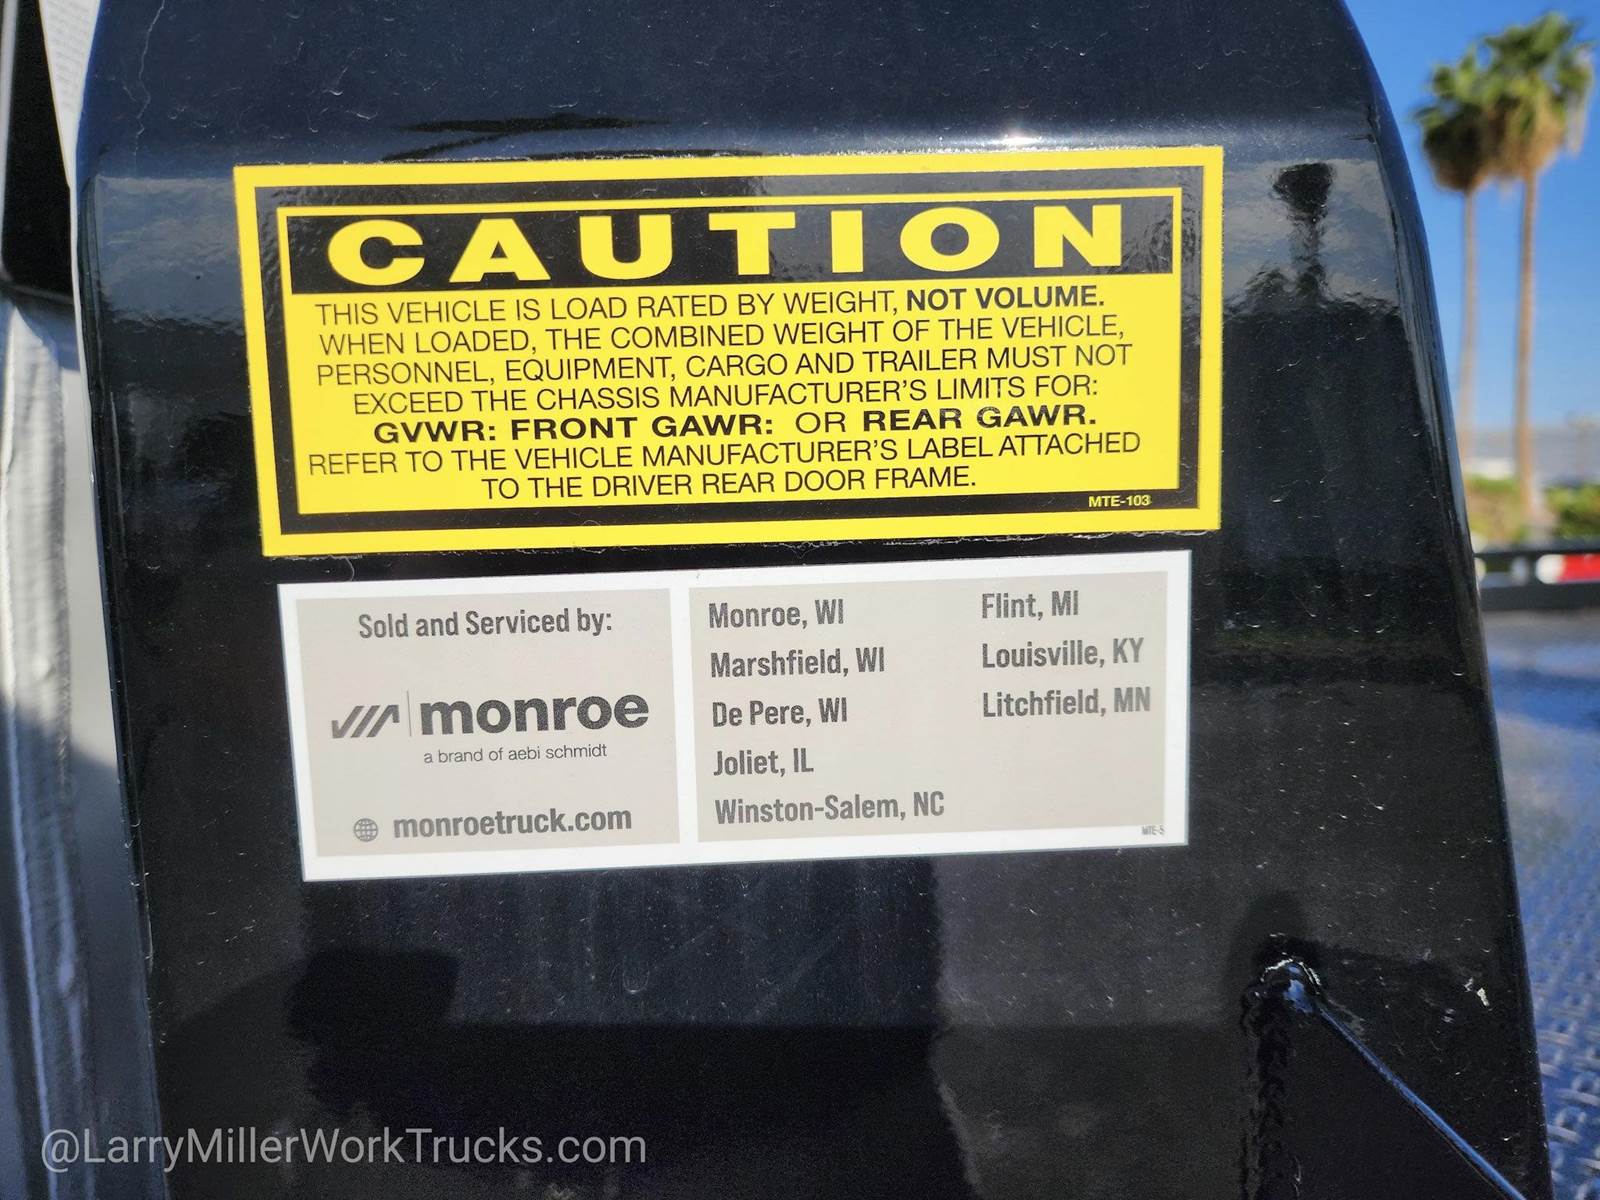 CAUTION
THIS VEHICLE IS LOAD RATED BY WEIGHT, NOT VOLUME.
WHEN LOADED, THE COMBINED WEIGHT OF THE VEHICLE,
PERSONNEL, EQUIPMENT, CARGO AND TRAILER MUST NOT
EXCEED THE CHASSIS MANUFACTURER'S LIMITS FOR:
GVWR: FRONT GAWR: OR REAR GAWR.
REFER TO THE VEHICLE MANUFACTURER'S LABEL ATTACHED
TO THE DRIVER REAR DOOR FRAME.
MTE-103
Sold and Serviced by:
monroe
a brand of aebi schmidt
monroetruck.com
Monroe, WI
Marshfield, WI
De Pere, WI
Joliet, IL
Winston-Salem, NC
Flint, MI
Louisville, KY
Litchfield, MN
MTE-5
@LarryMillerWorkTrucks.com